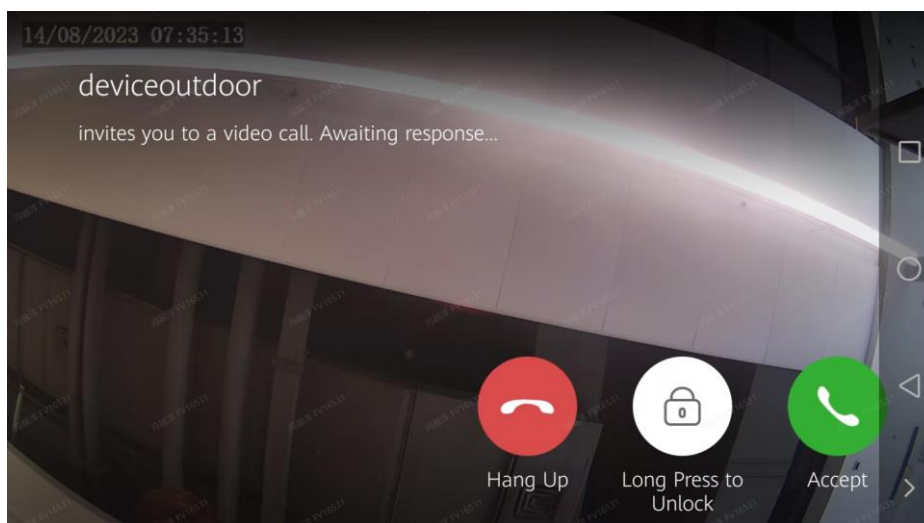 14/08/2023 07:35:13
deviceoutdoor
invites you to a video call. Awaiting response...
Hang Up
Long Press to
Unlock
Accept